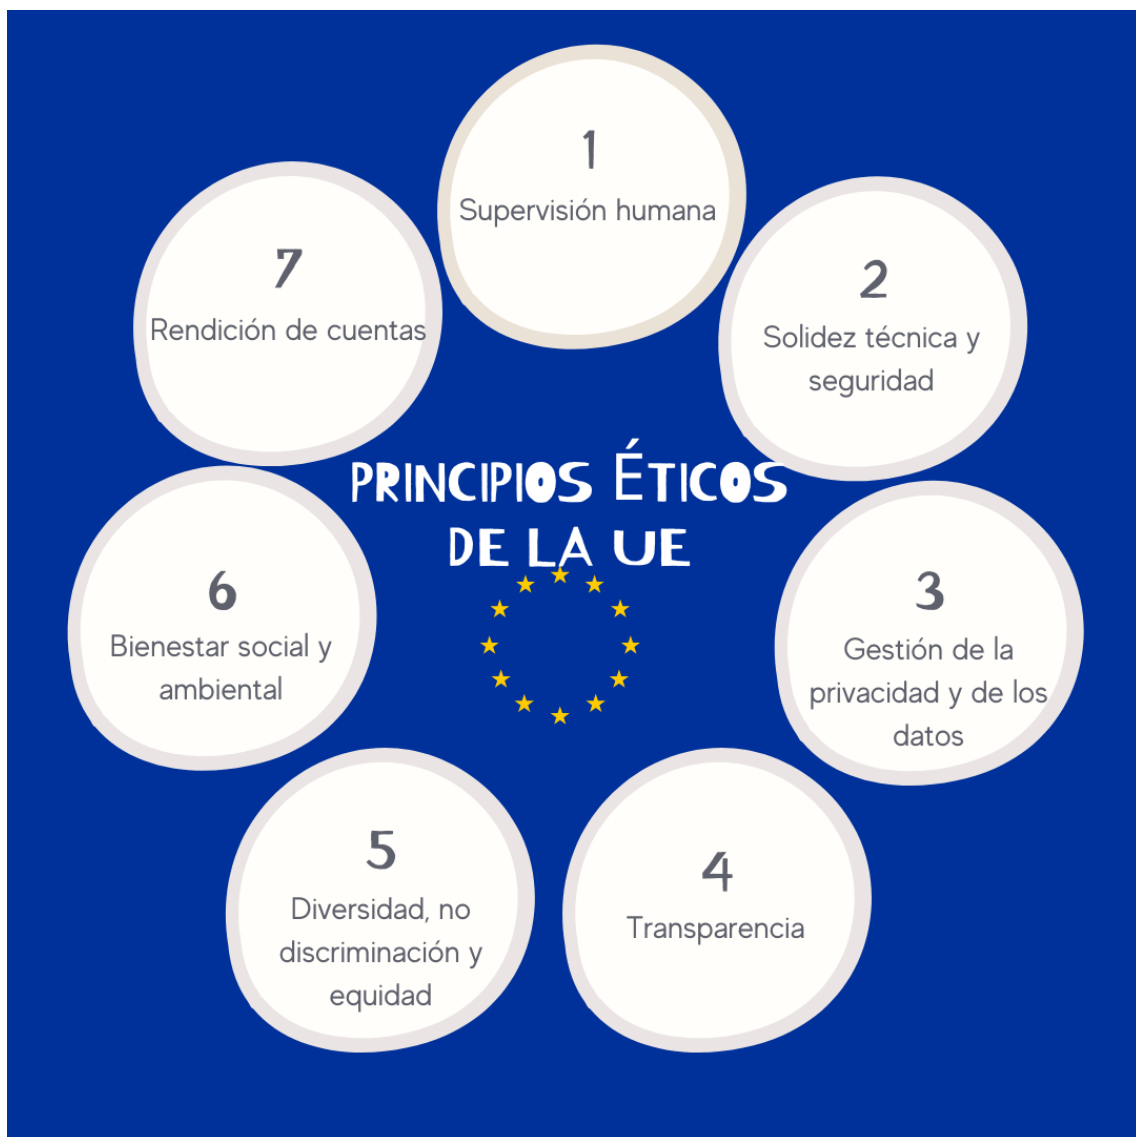 1
Supervisión humana
2
Solidez técnica y
seguridad
3
Gestión de la
privacidad y de los
datos
4
Transparencia
5
Diversidad, no
discriminación y
equidad
6
Bienestar social y
ambiental
7
Rendición de cuentas
PRINCIPIOS ÉTICOS
DE LA UE